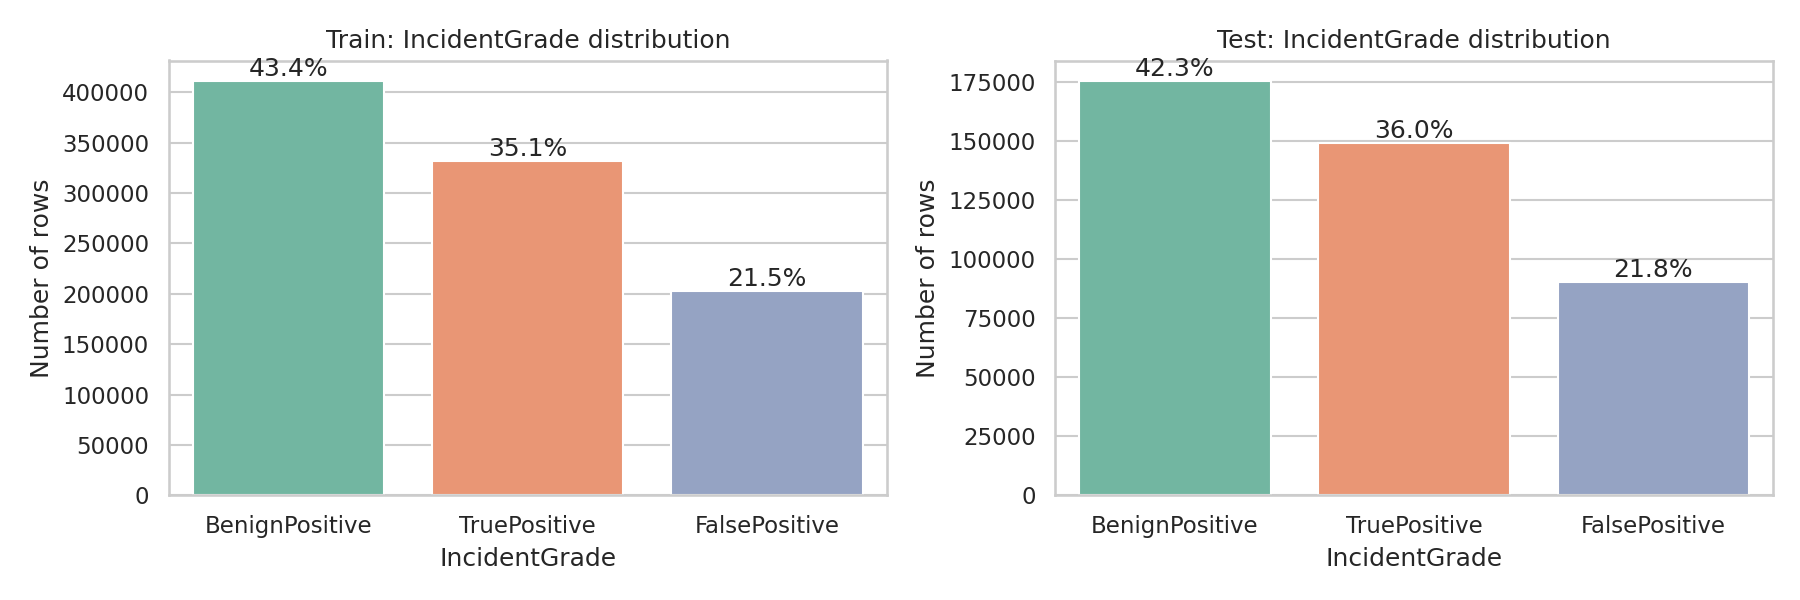 Train: IncidentGrade distribution
43.4%
35.1%
21.5%
400000
350000
300000
250000
200000
150000
100000
50000
0
Number of rows
BenignPositive
TruePositive
FalsePositive
IncidentGrade
Test: IncidentGrade distribution
42.3%
36.0%
21.8%
175000
150000
125000
100000
75000
50000
25000
0
Number of rows
BenignPositive
TruePositive
FalsePositive
IncidentGrade